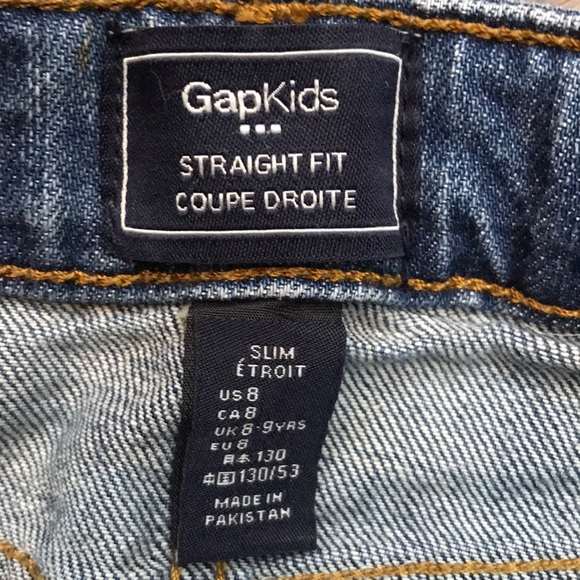 GapKids
STRAIGHT FIT
COUPE DROITE
SLIM
ÉTROIT
US 8
CA 8
UK 8-9YRS
EU 8
日本 130
中国 130/53
MADE IN
PAKISTAN